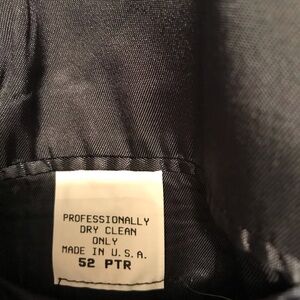 PROFESSIONALLY
DRY CLEAN
ONLY
MADE IN U.S.A.
52 PTR